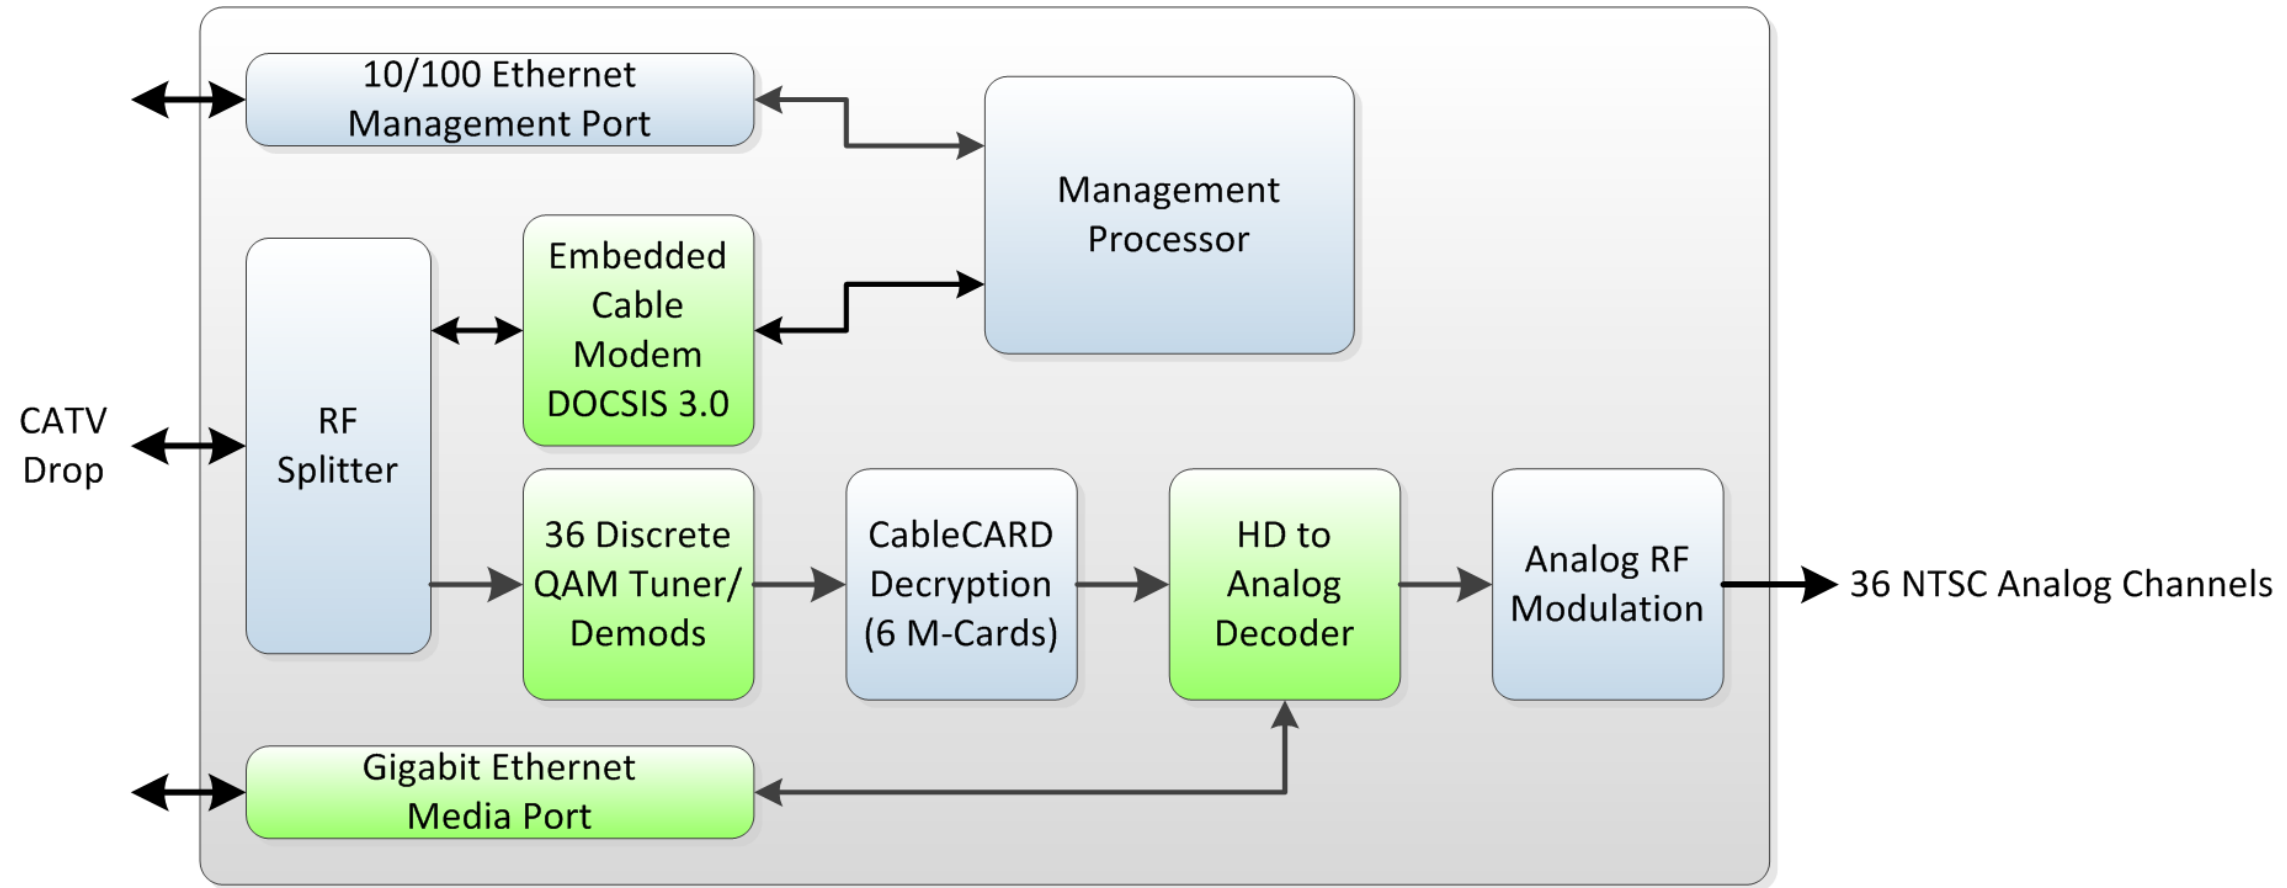 10/100 Ethernet
Management Port
Management
Processor
Embedded
Cable
Modem
DOCSIS 3.0
CATV
Drop
RF
Splitter
36 Discrete
QAM Tuner/
Demods
CableCARD
Decryption
(6 M-Cards)
HD to
Analog
Decoder
Analog RF
Modulation
36 NTSC Analog Channels
Gigabit Ethernet
Media Port